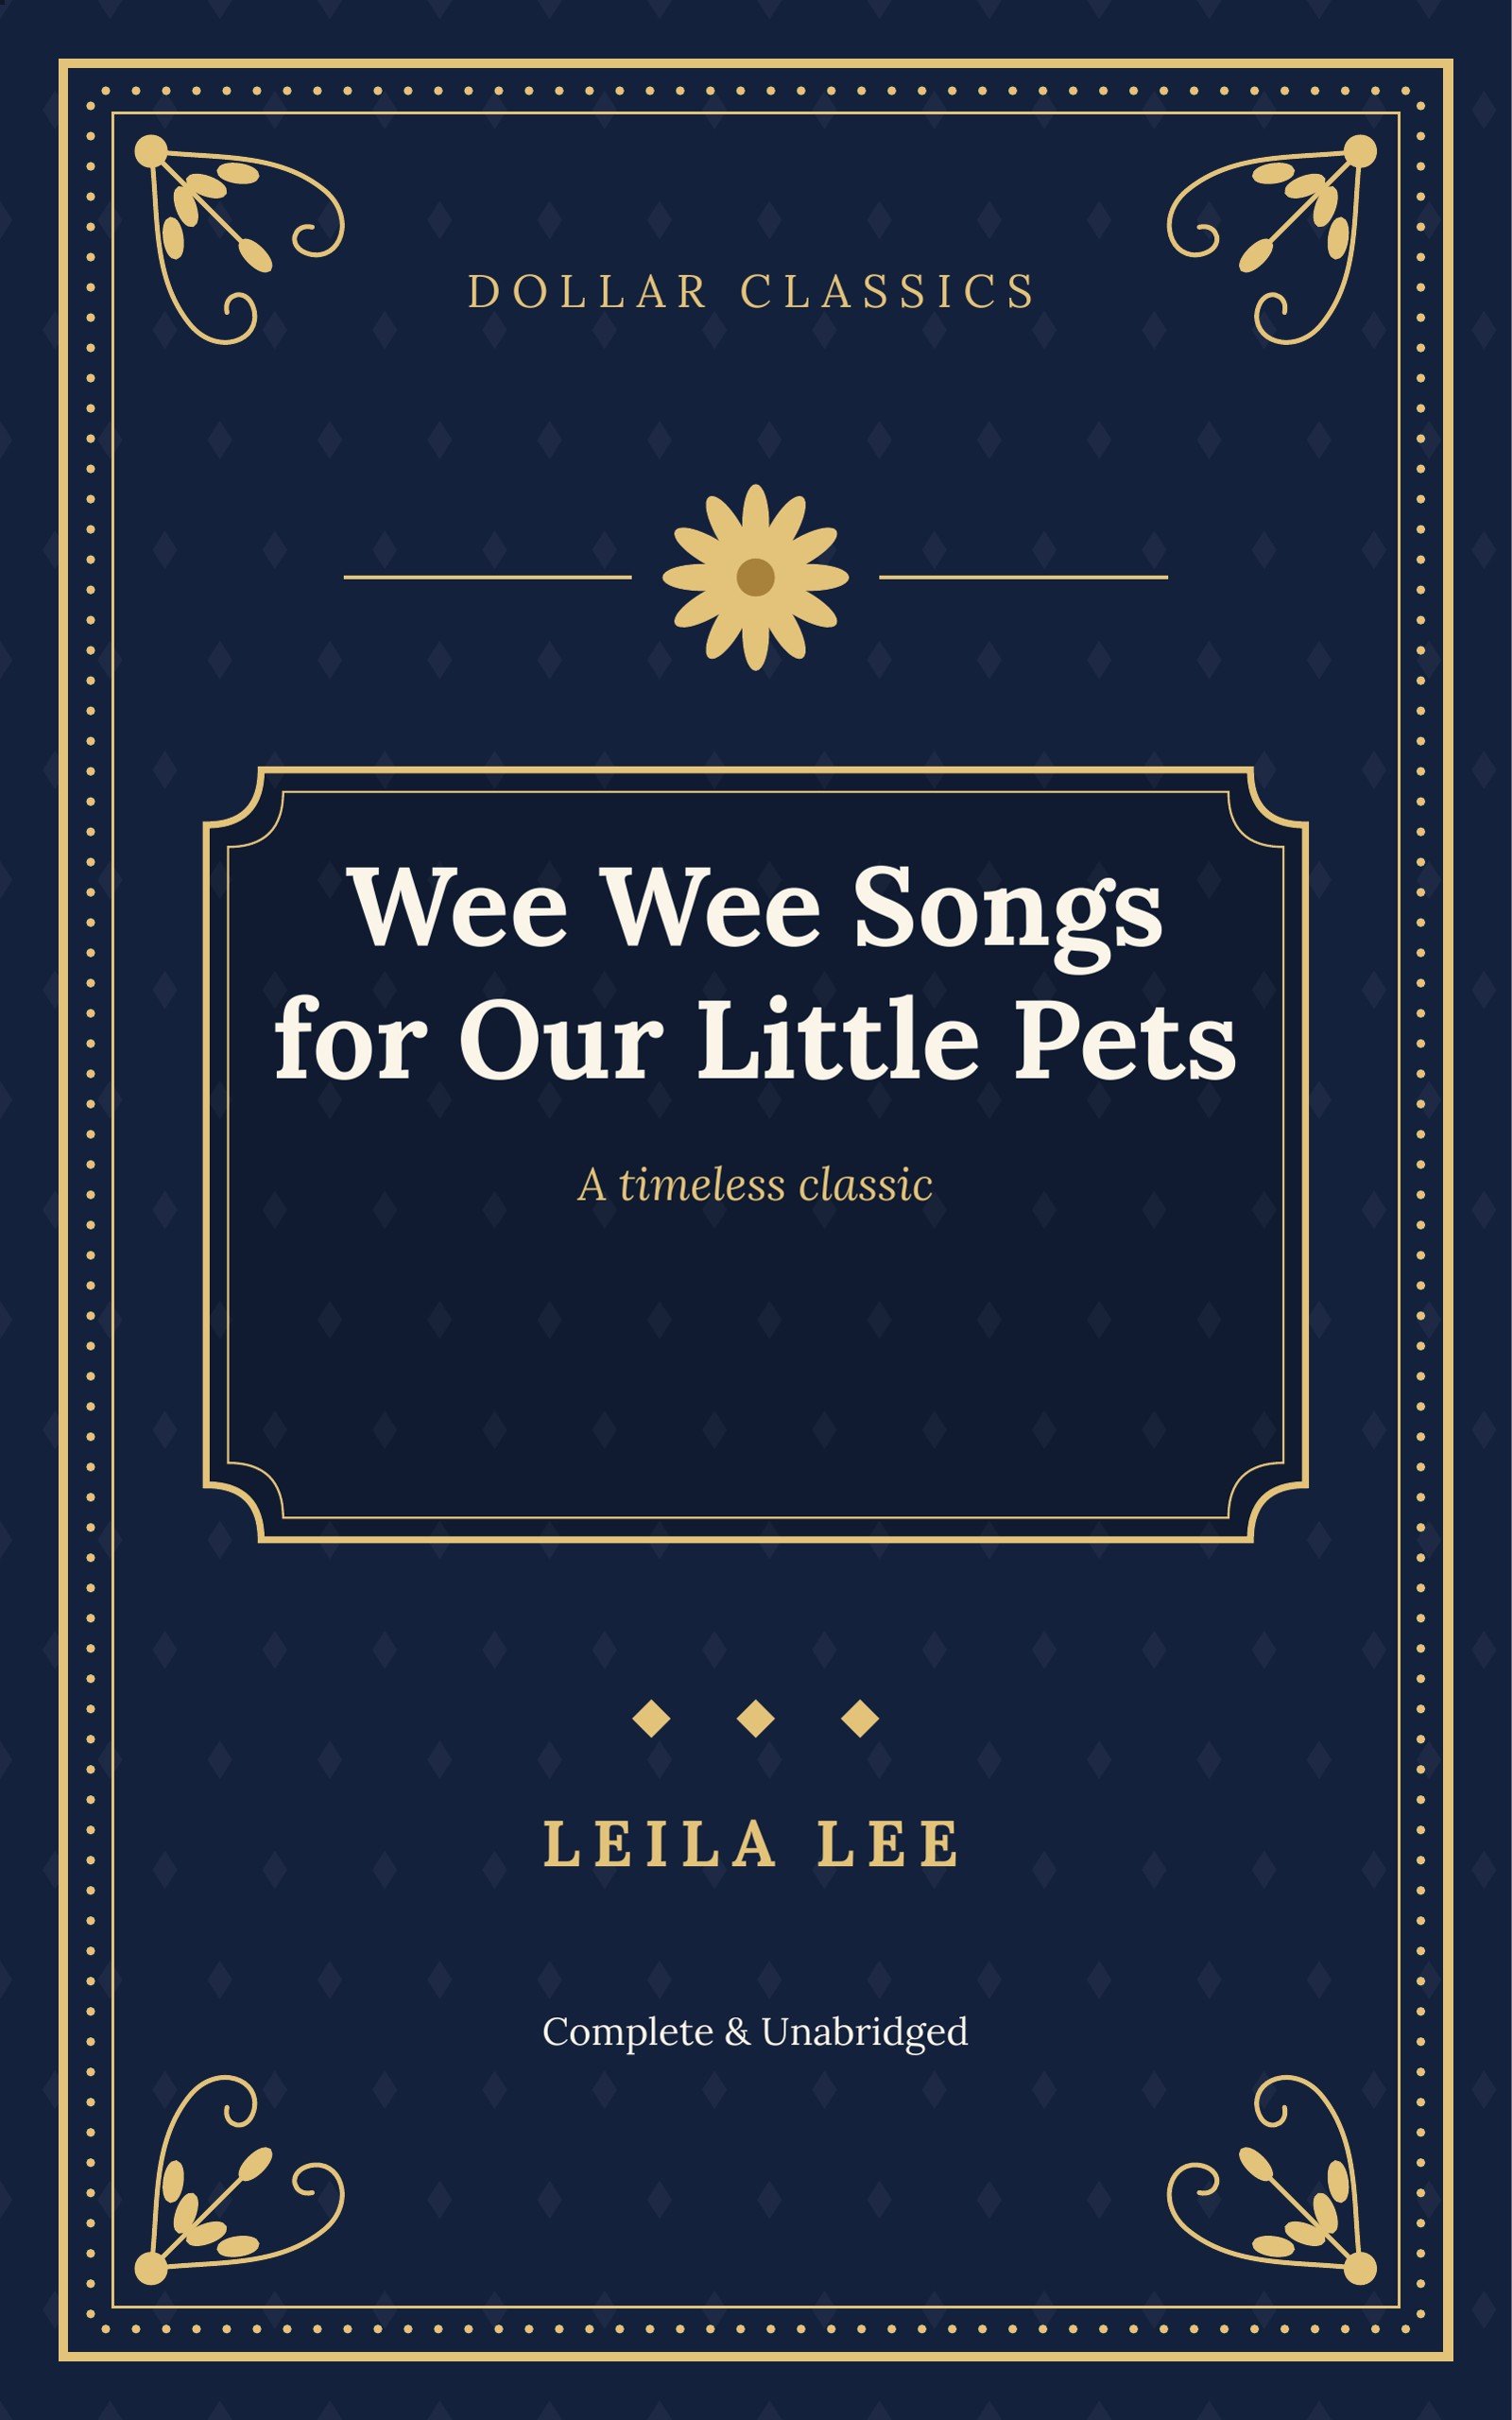 DOLLAR CLASSICS
Wee Wee Songs
for Our Little Pets
A timeless classic
LEILA LEE
Complete & Unabridged